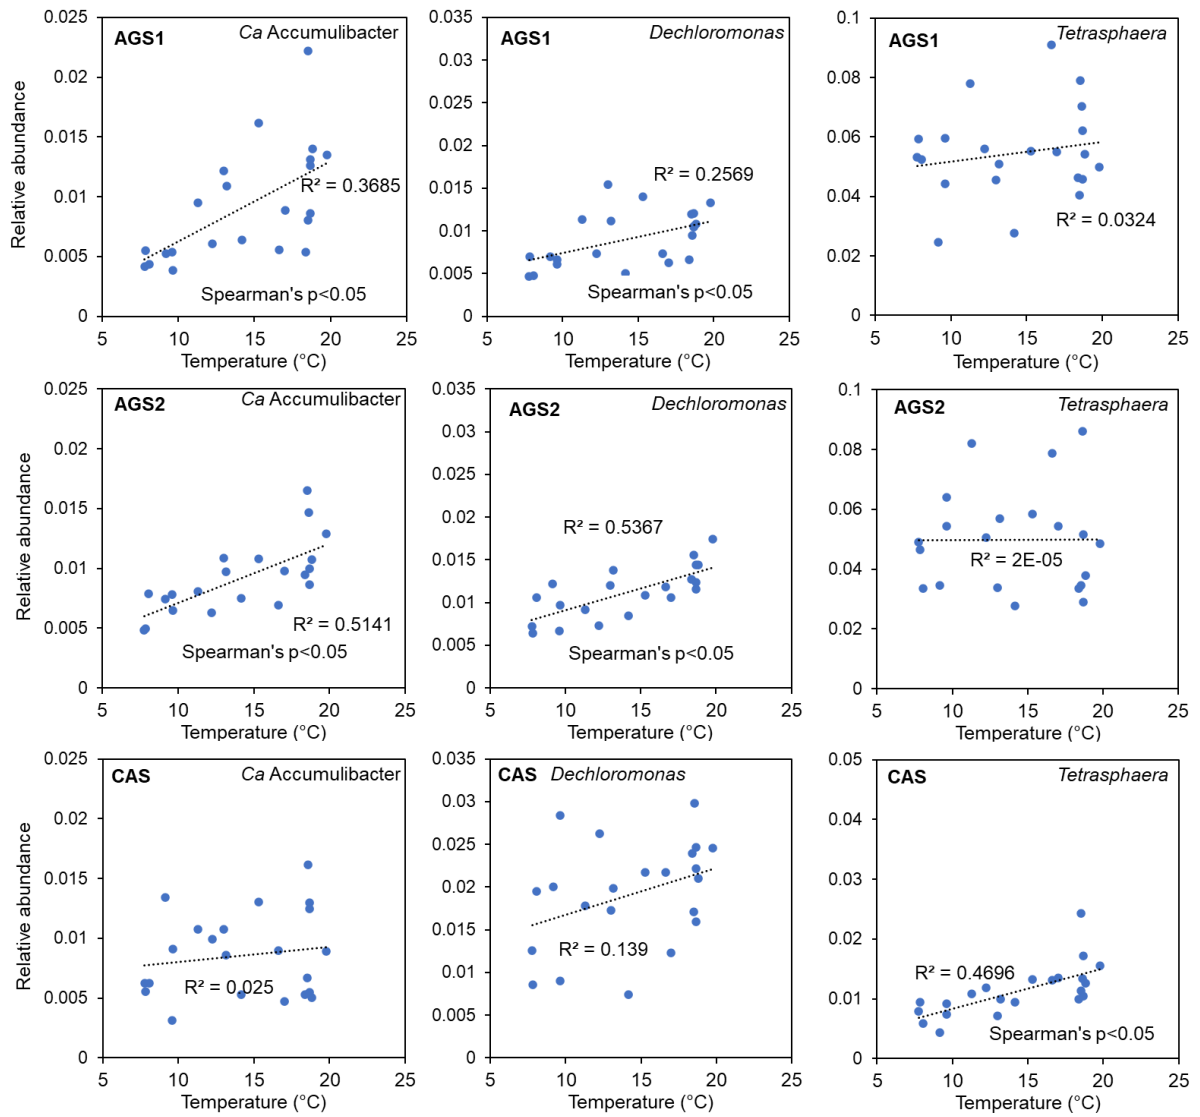 AGS1 Ca Accumulibacter
0.025
0.02
0.015
0.01
0.005
0
Relative abundance
R² = 0.3685
Spearman's p<0.05
5 10 15 20 25
Temperature (°C)
AGS1 Dechloromonas
0.035
0.03
0.025
0.02
0.015
0.01
0.005
0
R² = 0.2569
Spearman's p<0.05
5 10 15 20 25
Temperature (°C)
AGS1 Tetrasphaera
0.1
0.08
0.06
0.04
0.02
0
R² = 0.0324
5 10 15 20 25
Temperature (°C)
AGS2 Ca Accumulibacter
0.025
0.02
0.015
0.01
0.005
0
Relative abundance
R² = 0.5141
Spearman's p<0.05
5 10 15 20 25
Temperature (°C)
AGS2 Dechloromonas
0.035
0.03
0.025
0.02
0.015
0.01
0.005
0
R² = 0.5367
Spearman's p<0.05
5 10 15 20 25
Temperature (°C)
AGS2 Tetrasphaera
0.1
0.08
0.06
0.04
0.02
0
R² = 2E-05
5 10 15 20 25
Temperature (°C)
CAS Ca Accumulibacter
0.025
0.02
0.015
0.01
0.005
0
Relative abundance
R² = 0.025
5 10 15 20 25
Temperature (°C)
CAS Dechloromonas
0.035
0.03
0.025
0.02
0.015
0.01
0.005
0
R² = 0.139
5 10 15 20 25
Temperature (°C)
CAS Tetrasphaera
0.05
0.04
0.03
0.02
0.01
0
R² = 0.4696
Spearman's p<0.05
5 10 15 20 25
Temperature (°C)